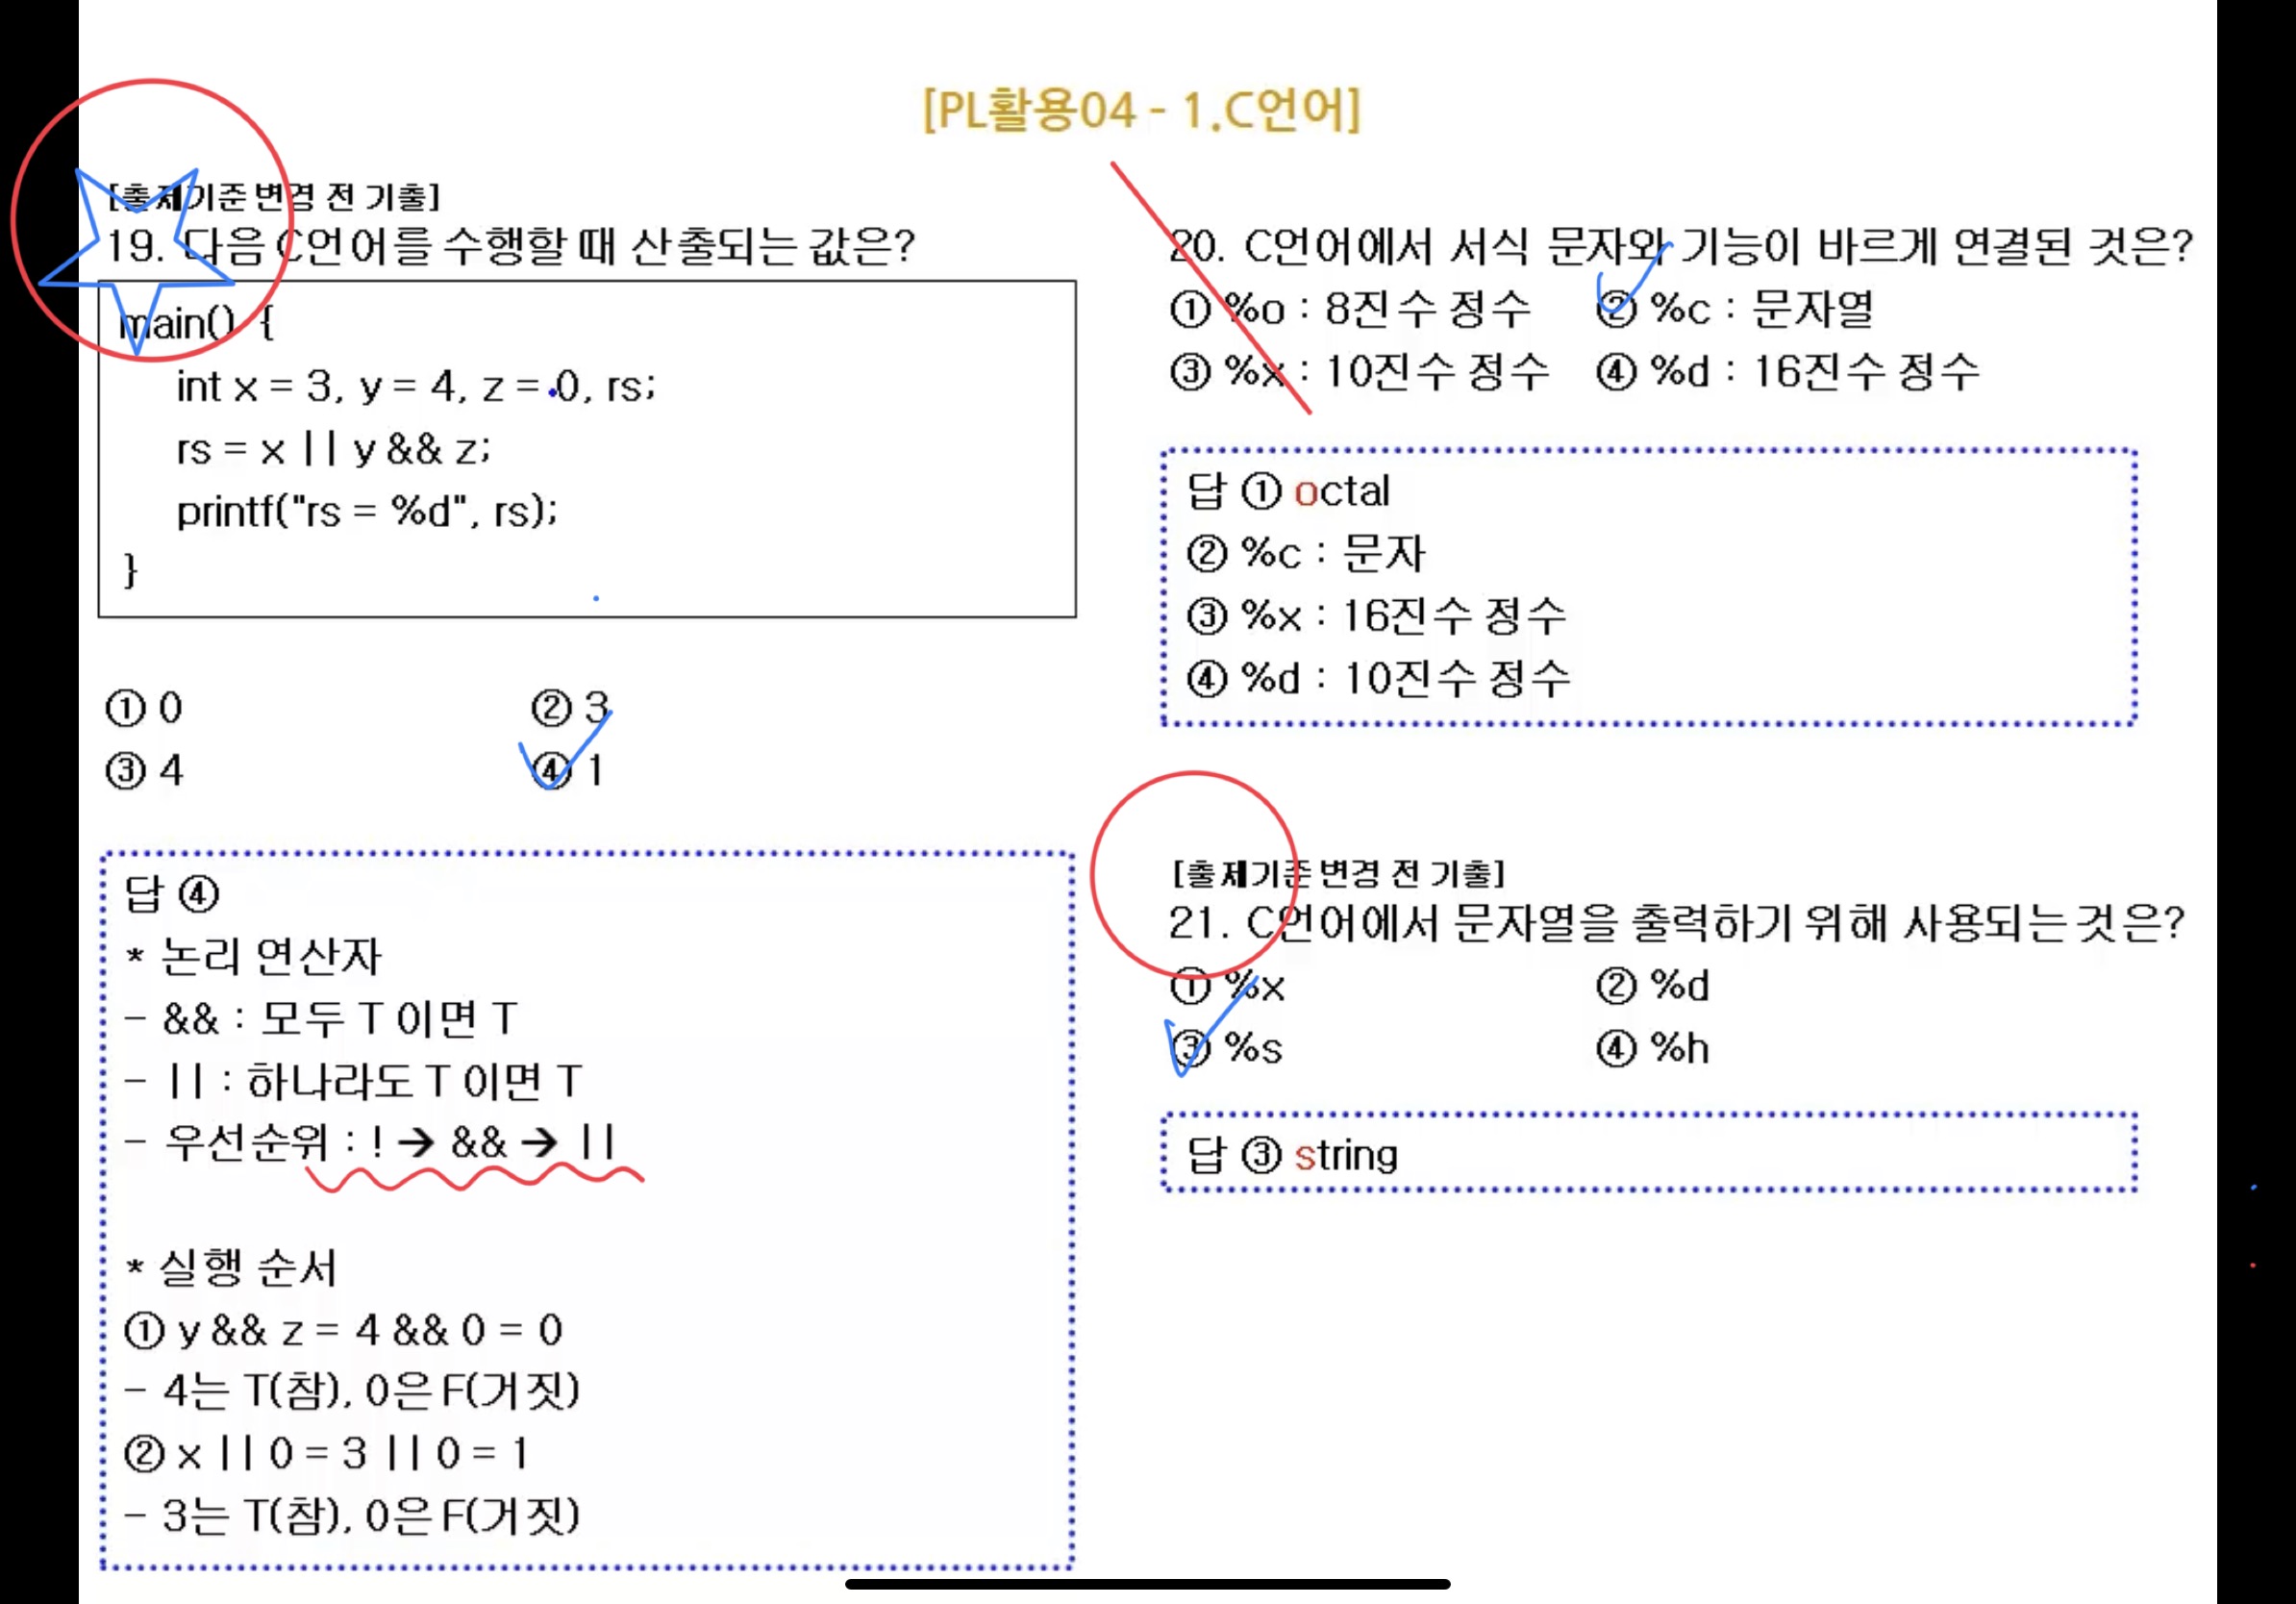 [PL활용04 - 1.C언어]
[출제기준변경 전 기출]
19. 다음 C언어를 수행할 때 산출되는 값은?
main() {
int x = 3, y = 4, z = 0, rs;
rs = x || y && z;
printf("rs = %d", rs);
}
① 0
② 3
③ 4
④ 1
답 ④
* 논리 연산자
- && : 모두 T 이면 T
- || : 하나라도 T 이면 T
- 우선순위 : ! → && → ||
* 실행 순서
① y && z = 4 && 0 = 0
- 4는 T(참), 0은 F(거짓)
② x || 0 = 3 || 0 = 1
- 3는 T(참), 0은 F(거짓)
20. C언어에서 서식 문자와 기능이 바르게 연결된 것은?
① %o : 8진수 정수
② %c : 문자열
③ %x : 10진수 정수
④ %d : 16진수 정수
답 ① octal
② %c : 문자
③ %x : 16진수 정수
④ %d : 10진수 정수
[출제기준 변경 전 기출]
21. C언어에서 문자열을 출력하기 위해 사용되는 것은?
① %x
② %d
③ %s
④ %h
답 ③ string